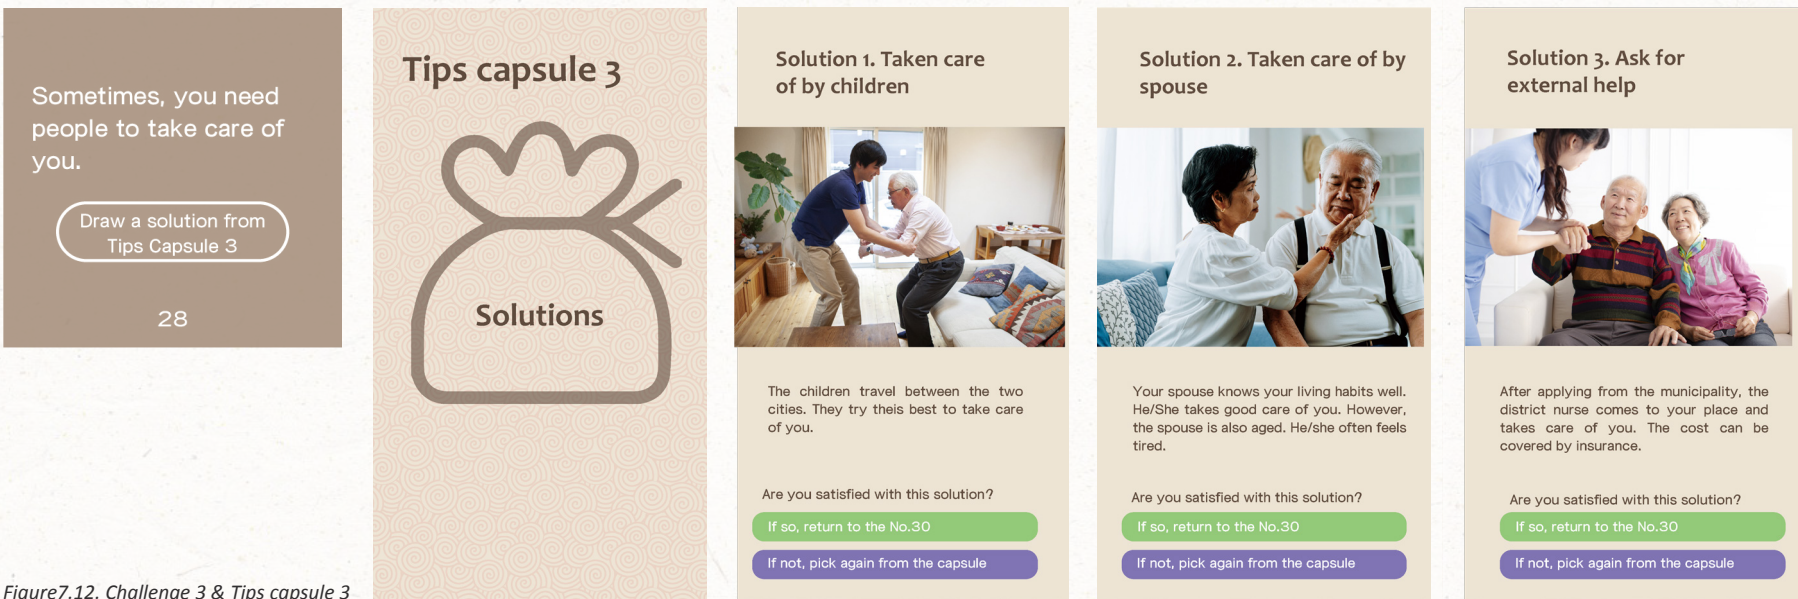 Sometimes, you need
people to take care of
you.
Draw a solution from
Tips Capsule 3
28
Tips capsule 3
Solutions
Solution 1. Taken care
of by children
The children travel between the two
cities. They try theis best to take care
of you.
Are you satisfied with this solution?
If so, return to the No.30
If not, pick again from the capsule
Solution 2. Taken care of by
spouse
Your spouse knows your living habits well.
He/She takes good care of you. However,
the spouse is also aged. He/she often feels
tired.
Are you satisfied with this solution?
If so, return to the No.30
If not, pick again from the capsule
Solution 3. Ask for
external help
After applying from the municipality, the
district nurse comes to your place and
takes care of you. The cost can be
covered by insurance.
Are you satisfied with this solution?
If so, return to the No.30
If not, pick again from the capsule
Figure7.12. Challenge 3 & Tips capsule 3